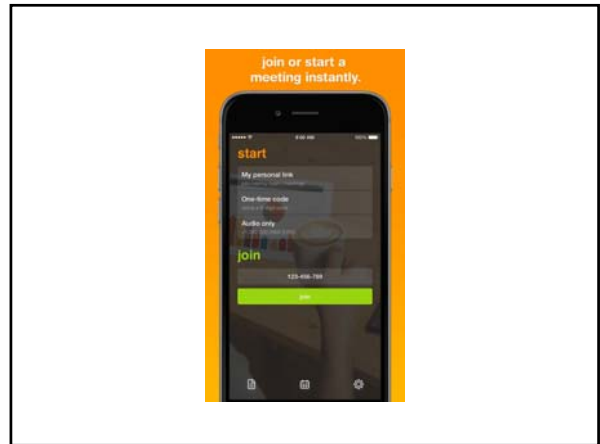 join or start a
meeting instantly.
start
My personal link
One-time code
Audio only
join
123-456-789
join